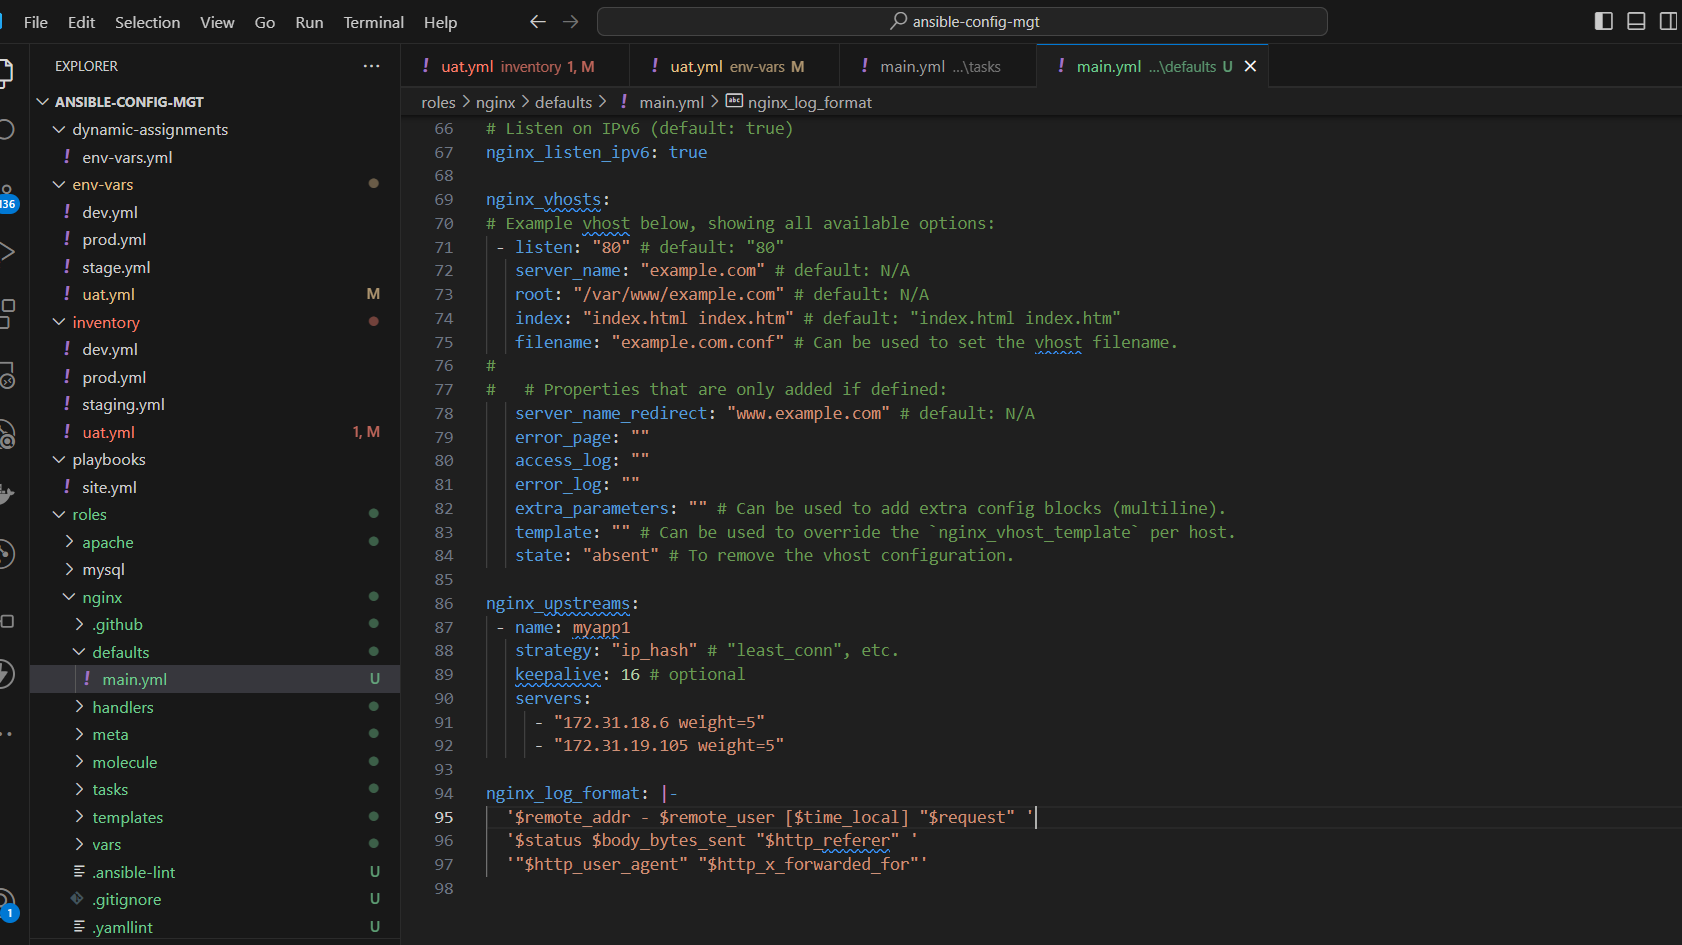 File Edit Selection View Go Run Terminal Help
ansible-config-mgt
EXPLORER
ANSIBLE-CONFIG-MGT
dynamic-assignments
! env-vars.yml
env-vars
! dev.yml
! prod.yml
! stage.yml
! uat.yml M
inventory
! dev.yml
! prod.yml
! staging.yml
! uat.yml 1, M
playbooks
! site.yml
roles
apache
mysql
nginx
.github
defaults
! main.yml U
handlers
meta
molecule
tasks
templates
vars
.ansible-lint U
.gitignore U
.yamllint U
136
1
! uat.yml inventory 1, M
! uat.yml env-vars M
! main.yml ...\tasks
! main.yml ...\defaults U
roles > nginx > defaults > ! main.yml > abc nginx_log_format
66 # Listen on IPv6 (default: true)
67 nginx_listen_ipv6: true
68
69 nginx_vhosts:
70 # Example vhost below, showing all available options:
71 - listen: "80" # default: "80"
72 server_name: "example.com" # default: N/A
73 root: "/var/www/example.com" # default: N/A
74 index: "index.html index.htm" # default: "index.html index.htm"
75 filename: "example.com.conf" # Can be used to set the vhost filename.
76 #
77 # # Properties that are only added if defined:
78 server_name_redirect: "www.example.com" # default: N/A
79 error_page: ""
80 access_log: ""
81 error_log: ""
82 extra_parameters: "" # Can be used to add extra config blocks (multiline).
83 template: "" # Can be used to override the `nginx_vhost_template` per host.
84 state: "absent" # To remove the vhost configuration.
85
86 nginx_upstreams:
87 - name: myapp1
88 strategy: "ip_hash" # "least_conn", etc.
89 keepalive: 16 # optional
90 servers:
91 - "172.31.18.6 weight=5"
92 - "172.31.19.105 weight=5"
93
94 nginx_log_format: |-
95 '$remote_addr - $remote_user [$time_local] "$request" '
96 '$status $body_bytes_sent "$http_referer" '
97 '"$http_user_agent" "$http_x_forwarded_for"'
98